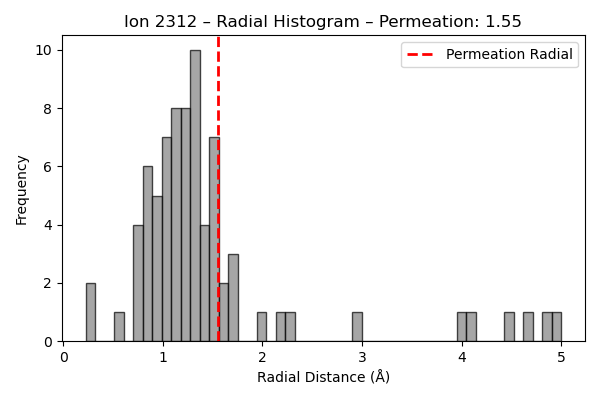 Ion 2312 – Radial Histogram – Permeation: 1.55
Permeation Radial
Frequency
10
8
6
4
2
0
0 1 2 3 4 5
Radial Distance (Å)